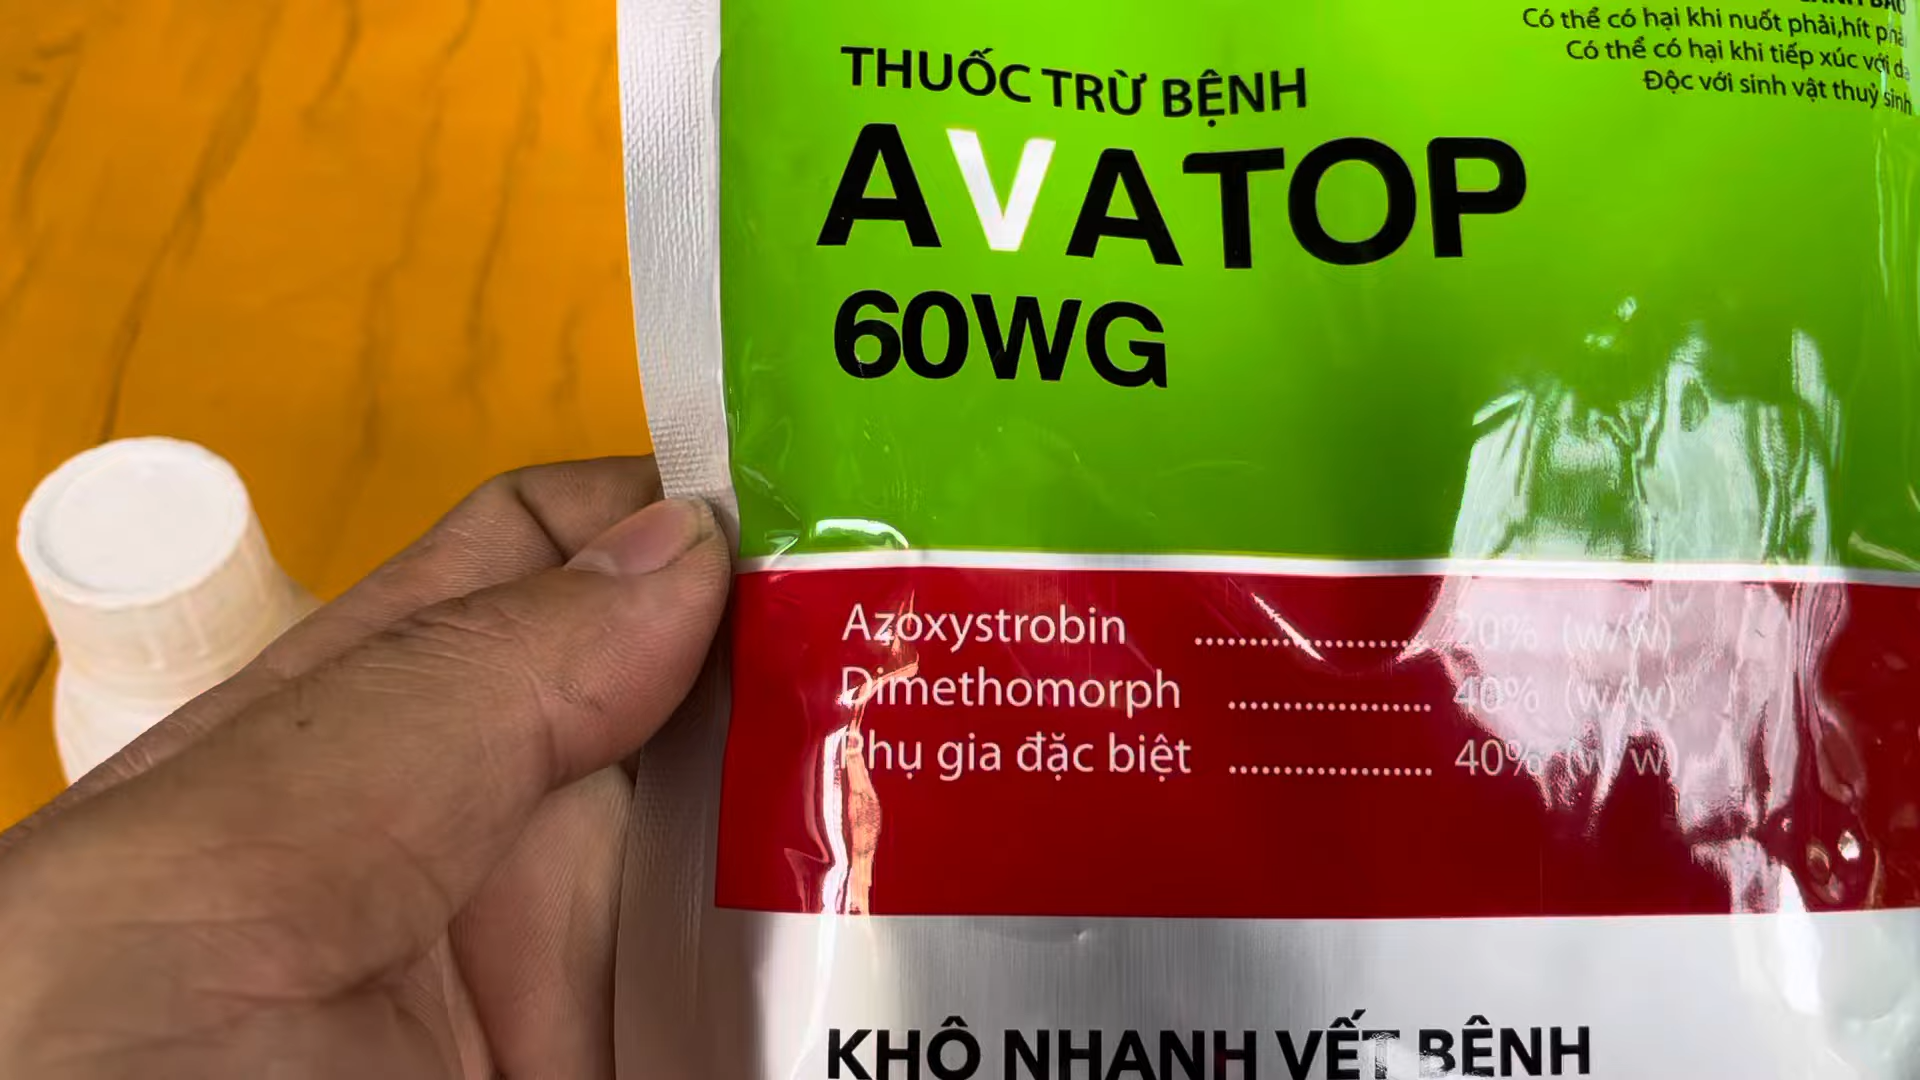 Có thể có hại khi nuốt phải,hít
Có thể có hại khi tiếp xúc với
Độc với sinh vật thuỷ sinh
THUỐC TRỪ BỆNH
AVATOP
60WG
Azoxystrobin .................... 20% (w/w)
Dimethomorph .................. 40% (w/w)
Phụ gia đặc biệt .................. 40% (w/w)
KHÔ NHANH VẾT BỆNH